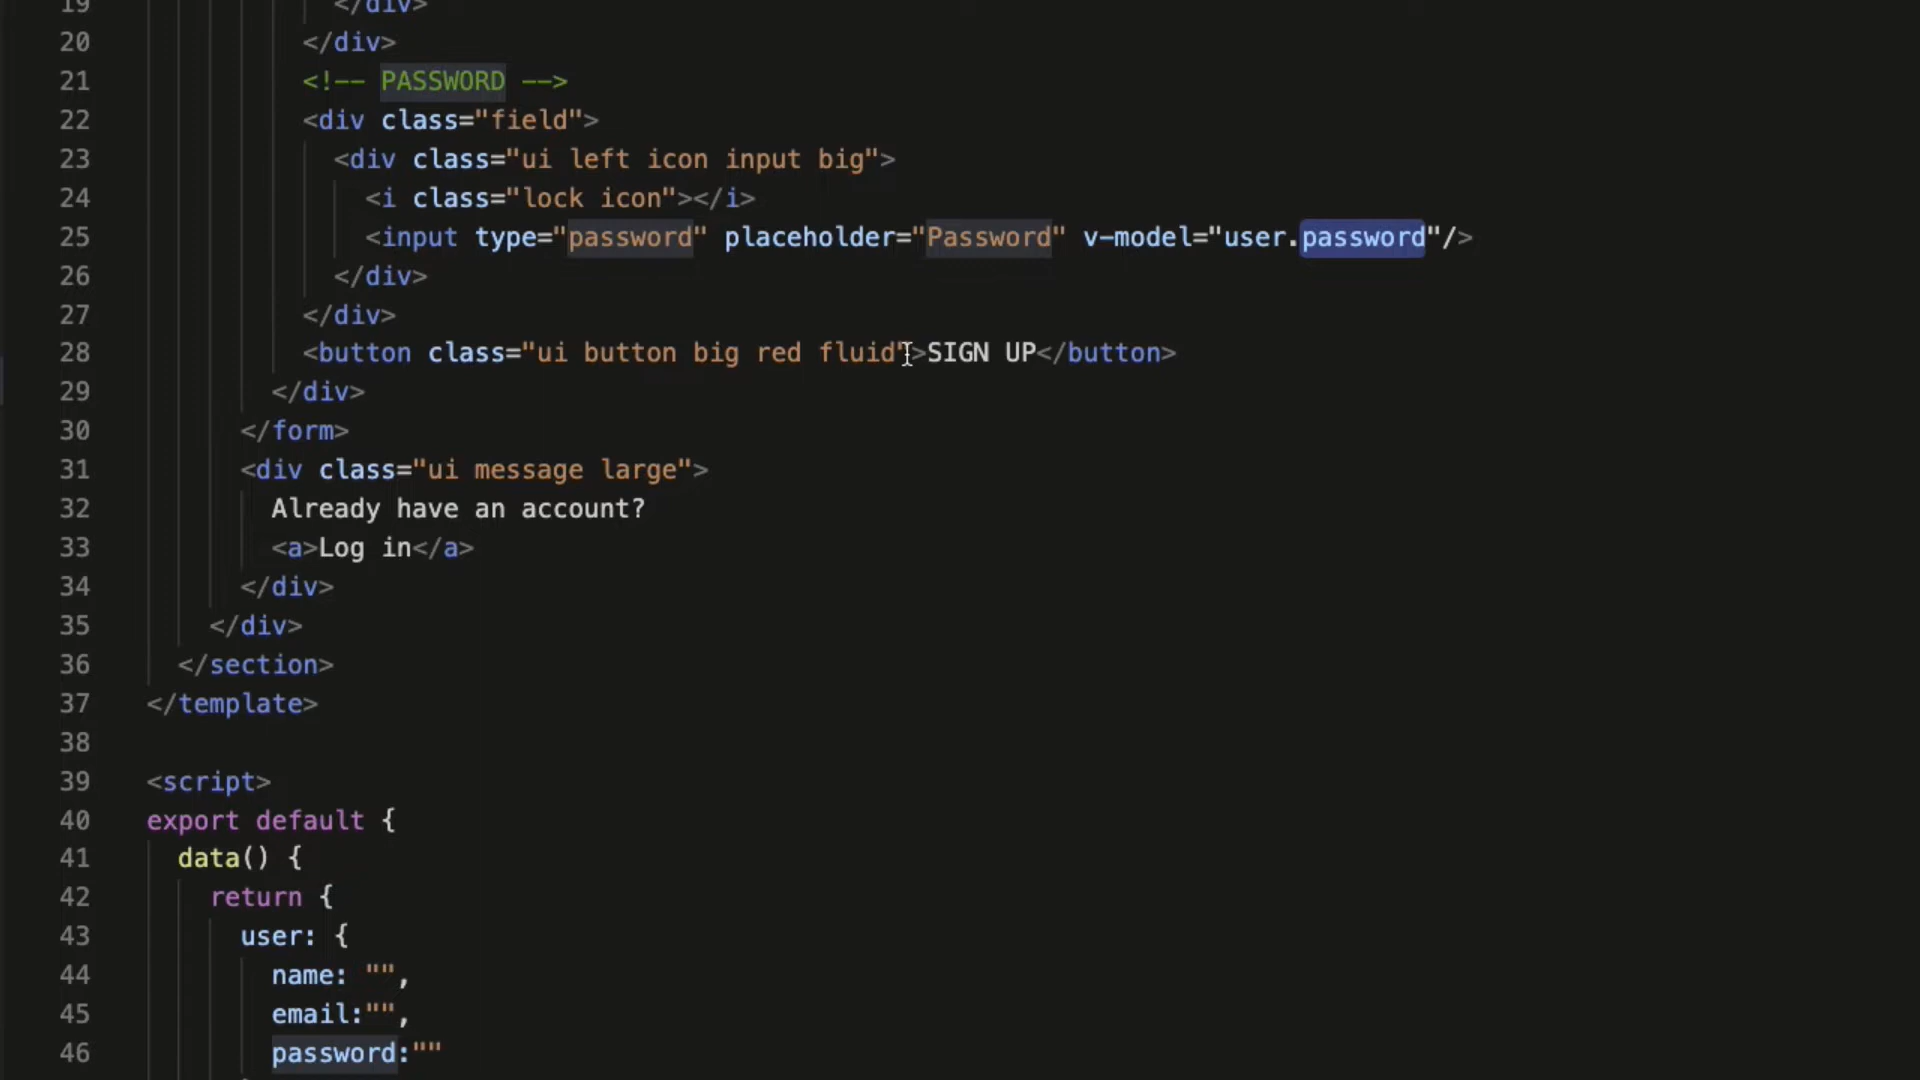 19 </div>
20 </div>
21 <!-- PASSWORD -->
22 <div class="field">
23 <div class="ui left icon input big">
24 <i class="lock icon"></i>
25 <input type="password" placeholder="Password" v-model="user.password"/>
26 </div>
27 </div>
28 <button class="ui button big red fluid">SIGN UP</button>
29 </div>
30 </form>
31 <div class="ui message large">
32 Already have an account?
33 <a>Log in</a>
34 </div>
35 </div>
36 </section>
37 </template>
38
39 <script>
40 export default {
41 data() {
42 return {
43 user: {
44 name: "",
45 email:"",
46 password:""